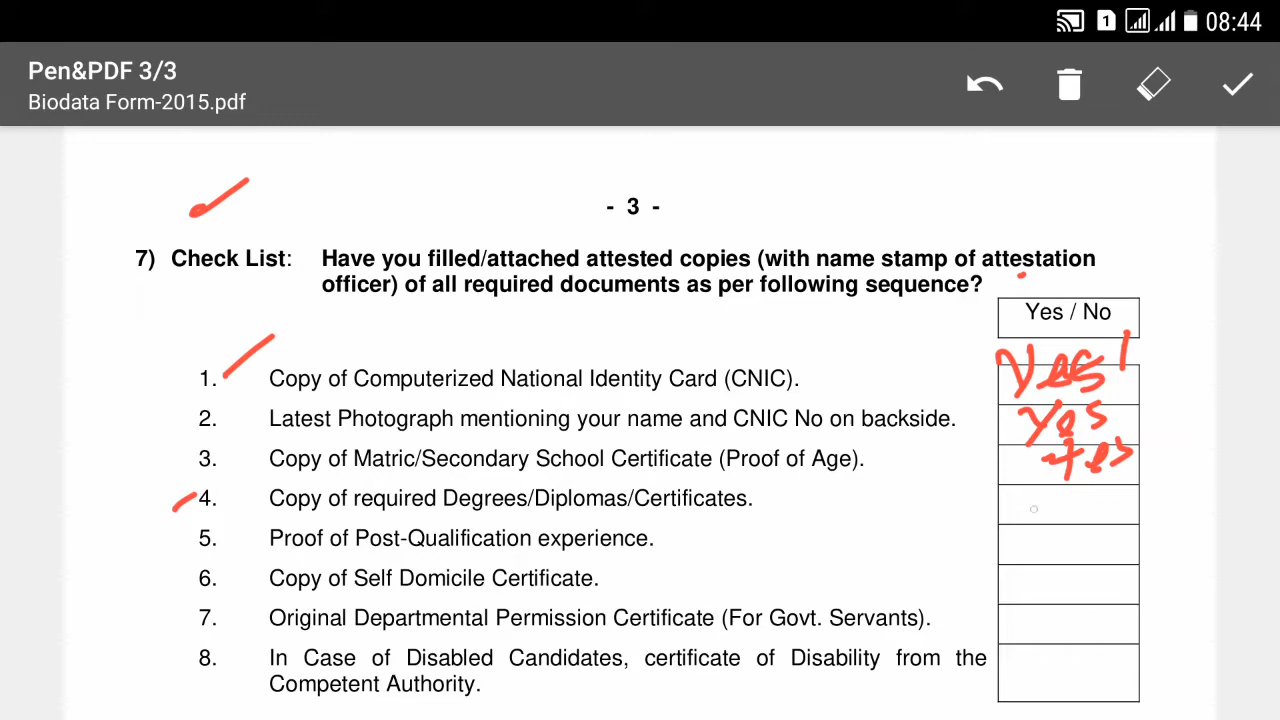 1 08:44
Pen&PDF 3/3
Biodata Form-2015.pdf
- 3 -
7) Check List: Have you filled/attached attested copies (with name stamp of attestation
officer) of all required documents as per following sequence?
Yes / No
1. Copy of Computerized National Identity Card (CNIC). Yes
2. Latest Photograph mentioning your name and CNIC No on backside. Yes
3. Copy of Matric/Secondary School Certificate (Proof of Age). Yes
4. Copy of required Degrees/Diplomas/Certificates.
5. Proof of Post-Qualification experience.
6. Copy of Self Domicile Certificate.
7. Original Departmental Permission Certificate (For Govt. Servants).
8. In Case of Disabled Candidates, certificate of Disability from the
Competent Authority.